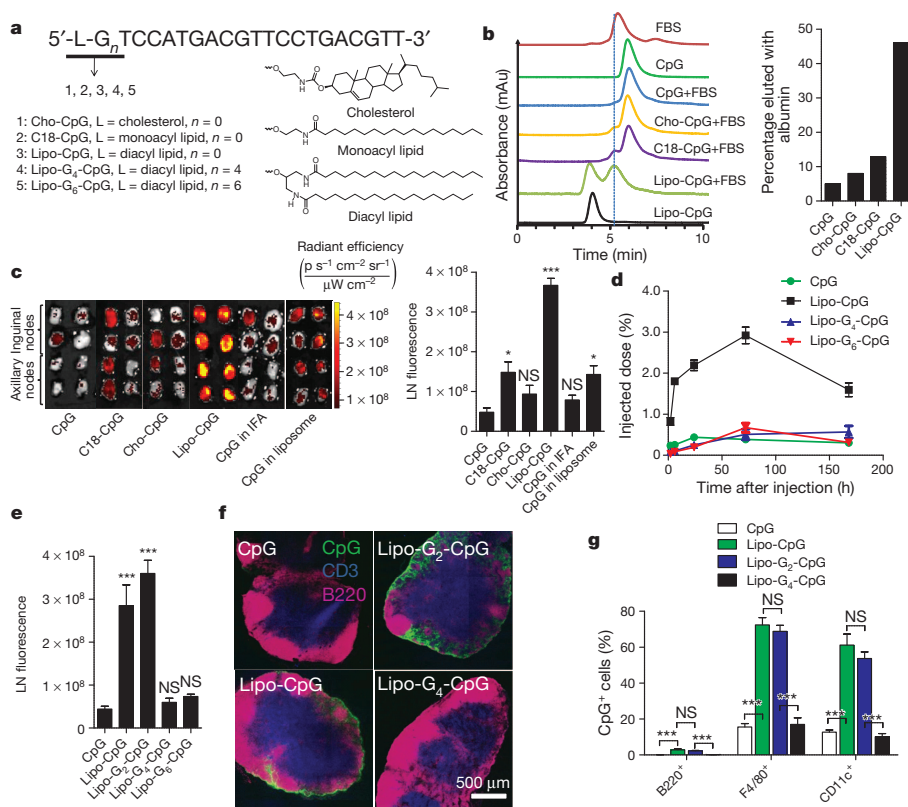 a
5′-L-GnTCCATGACGTTCCTGACGTT-3′
1, 2, 3, 4, 5
1: Cho-CpG, L = cholesterol, n = 0
2: C18-CpG, L = monoacyl lipid, n = 0
3: Lipo-CpG, L = diacyl lipid, n = 0
4: Lipo-G4-CpG, L = diacyl lipid, n = 4
5: Lipo-G6-CpG, L = diacyl lipid, n = 6
O
N
H
O
O
H
H
H
Cholesterol
O
N
H
O
Monoacyl lipid
O
H
N
O
NH
O
Diacyl lipid
b
Absorbance (mAu)
FBS
CpG
CpG+FBS
Cho-CpG+FBS
C18-CpG+FBS
Lipo-CpG+FBS
Lipo-CpG
0 5 10
Time (min)
Percentage eluted with
albumin
50
40
30
20
10
0
CpG
Cho-CpG
C18-CpG
Lipo-CpG
c
Radiant efficiency
(p s−1 cm−2 sr−1
μW cm−2)
Axillary Inguinal
nodes nodes
CpG
C18-CpG
Cho-CpG
Lipo-CpG
CpG in IFA
CpG in liposome
4 × 10⁸
3 × 10⁸
2 × 10⁸
1 × 10⁸
LN fluorescence
4 × 10⁸
3 × 10⁸
2 × 10⁸
1 × 10⁸
0
*
NS
***
NS
*
CpG
C18-CpG
Cho-CpG
Lipo-CpG
CpG in IFA
CpG in liposome
d
CpG
Lipo-CpG
Lipo-G4-CpG
Lipo-G6-CpG
Injected dose (%)
4.0
3.0
2.0
1.0
0
0 50 100 150 200
Time after injection (h)
e
LN fluorescence
4 × 10⁸
3 × 10⁸
2 × 10⁸
1 × 10⁸
0
***
***
NS
NS
CpG
Lipo-CpG
Lipo-G2-CpG
Lipo-G4-CpG
Lipo-G6-CpG
f
CpG
CpG
CD3
B220
Lipo-G2-CpG
Lipo-CpG
Lipo-G4-CpG
500 μm
g
CpG
Lipo-CpG
Lipo-G2-CpG
Lipo-G4-CpG
CpG+ cells (%)
80
60
40
20
0
NS
*** ***
NS
*** ***
NS
*** ***
B220+
F4/80+
CD11c+